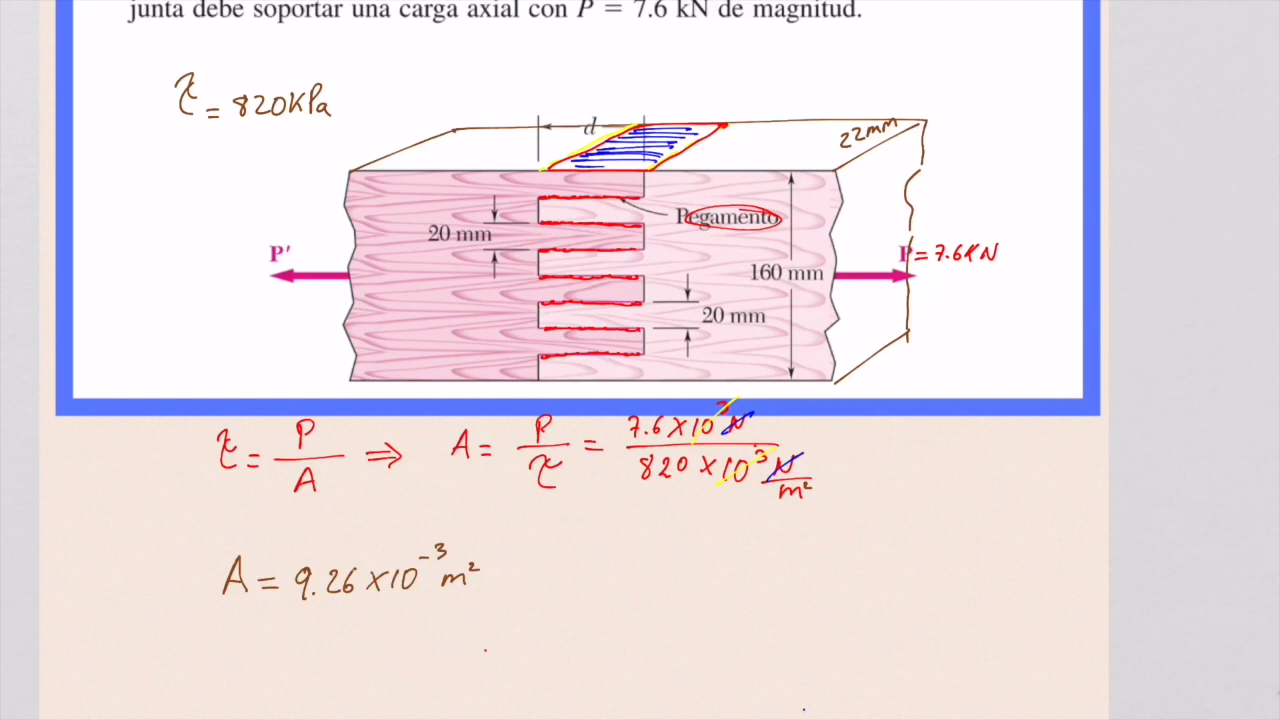 junta debe soportar una carga axial con P = 7.6 kN de magnitud.
τ = 820KPa
d
22mm
Pegamento
20 mm
P'
P = 7.6KN
160 mm
20 mm
τ = P/A ⇒ A = P/τ = 7.6 × 10³ N / 820 × 10³ N/m²
A = 9.26 × 10⁻³ m²